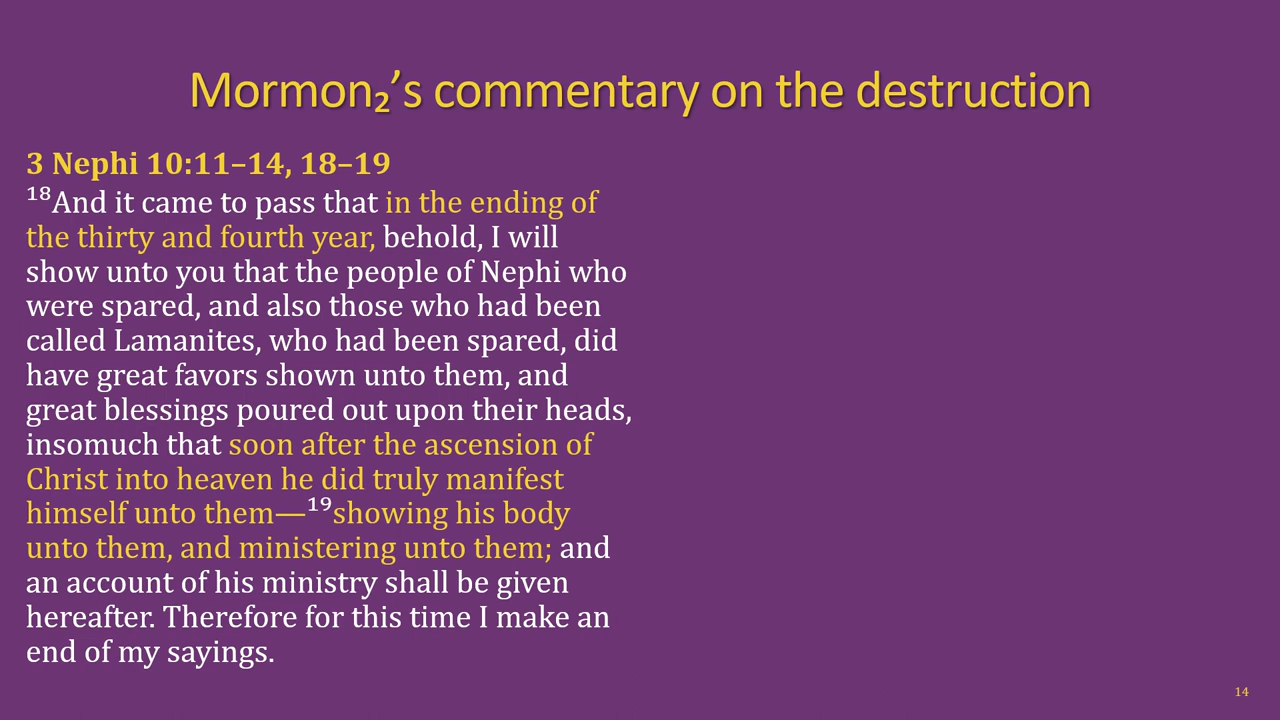 Mormon₂’s commentary on the destruction
3 Nephi 10:11–14, 18–19
¹⁸And it came to pass that in the ending of
the thirty and fourth year, behold, I will
show unto you that the people of Nephi who
were spared, and also those who had been
called Lamanites, who had been spared, did
have great favors shown unto them, and
great blessings poured out upon their heads,
insomuch that soon after the ascension of
Christ into heaven he did truly manifest
himself unto them—¹⁹showing his body
unto them, and ministering unto them; and
an account of his ministry shall be given
hereafter. Therefore for this time I make an
end of my sayings.
14